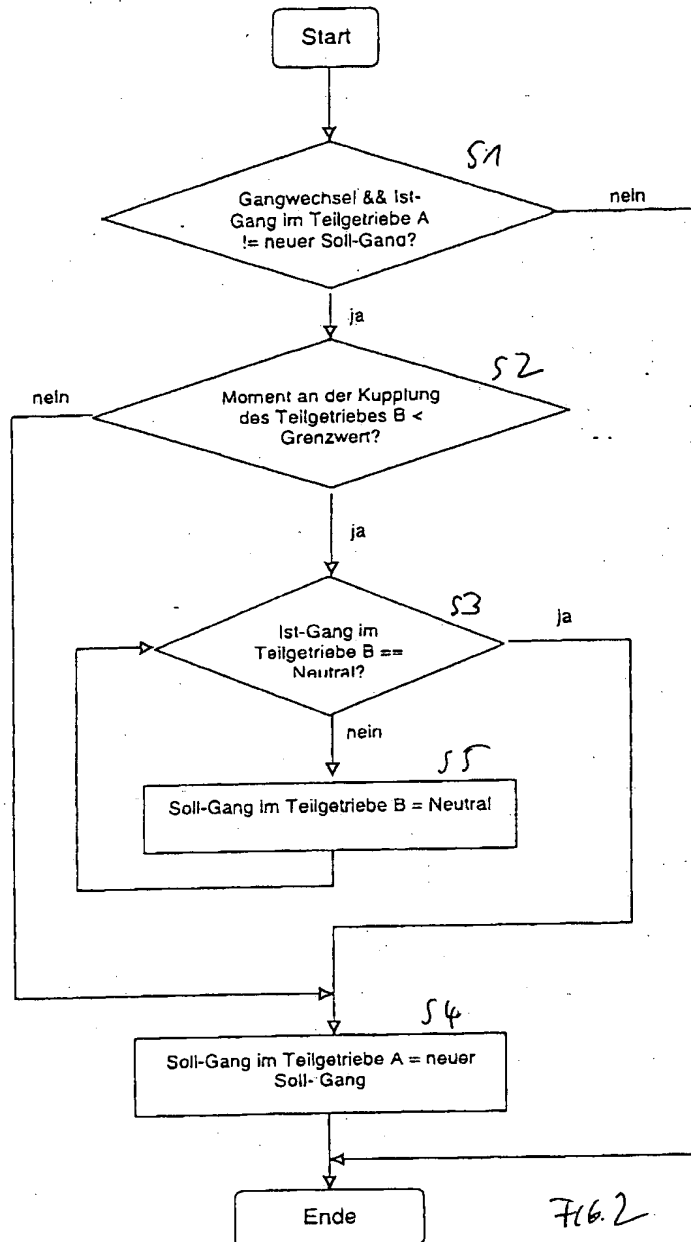 Start
S1
Gangwechsel && Ist-
Gang im Teilgetriebe A
!= neuer Soll-Gang?
nein
ja
S2
nein
Moment an der Kupplung
des Teilgetriebes B <
Grenzwert?
ja
S3
ja
Ist-Gang im
Teilgetriebe B ==
Neutral?
nein
S5
Soll-Gang im Teilgetriebe B = Neutral
S4
Soll-Gang im Teilgetriebe A = neuer
Soll- Gang
Ende
FIG. 2